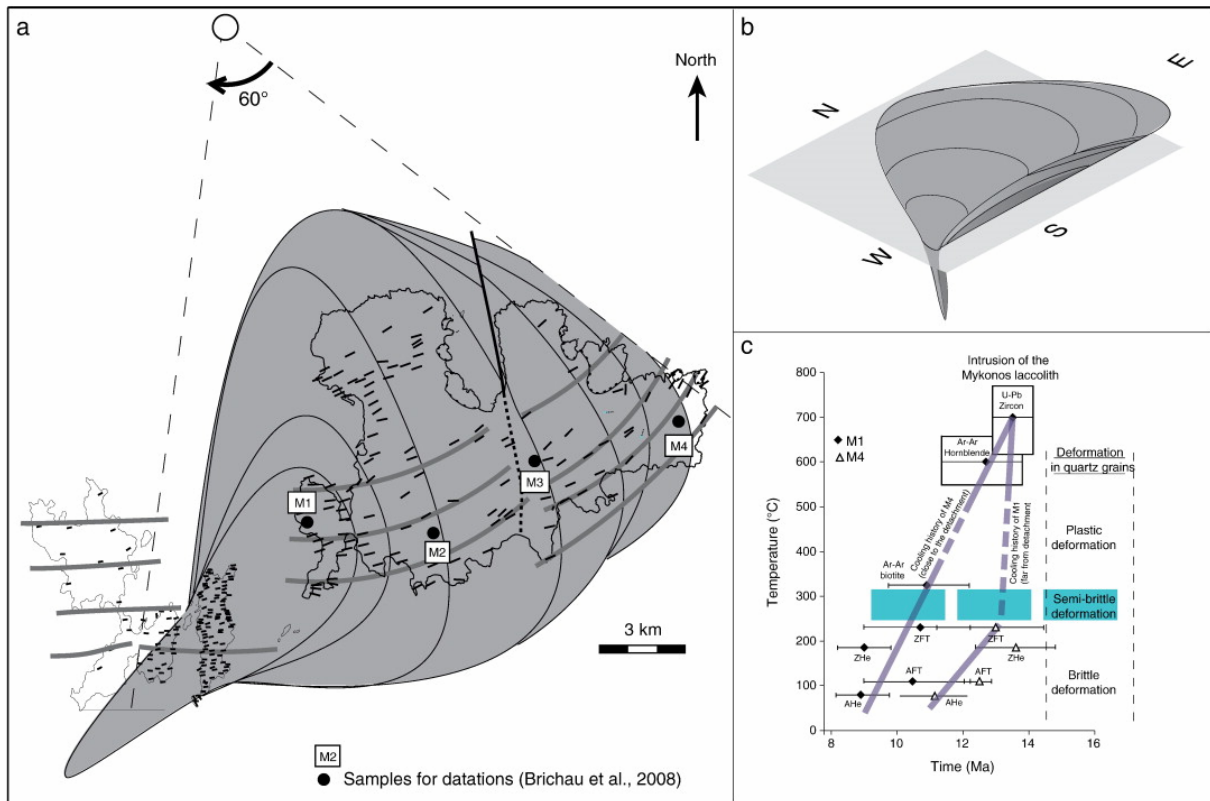 a
60°
North
M1
M2
M3
M4
3 km
M2
Samples for datations (Brichau et al., 2008)
b
N
E
W
S
c
Intrusion of the
Mykonos laccolith
800
700
600
500
400
300
200
100
0
Temperature (°C)
U-Pb
Zircon
M1
M4
Ar-Ar
Hornblende
Deformation
in quartz grains
Cooling history of M4
(close to the detachment)
Cooling history of M1
(far from detachment)
Plastic
deformation
Ar-Ar
biotite
Semi-brittle
deformation
ZFT
ZFT
ZHe
ZHe
AFT
AFT
Brittle
deformation
AHe
AHe
8
10
12
14
16
Time (Ma)